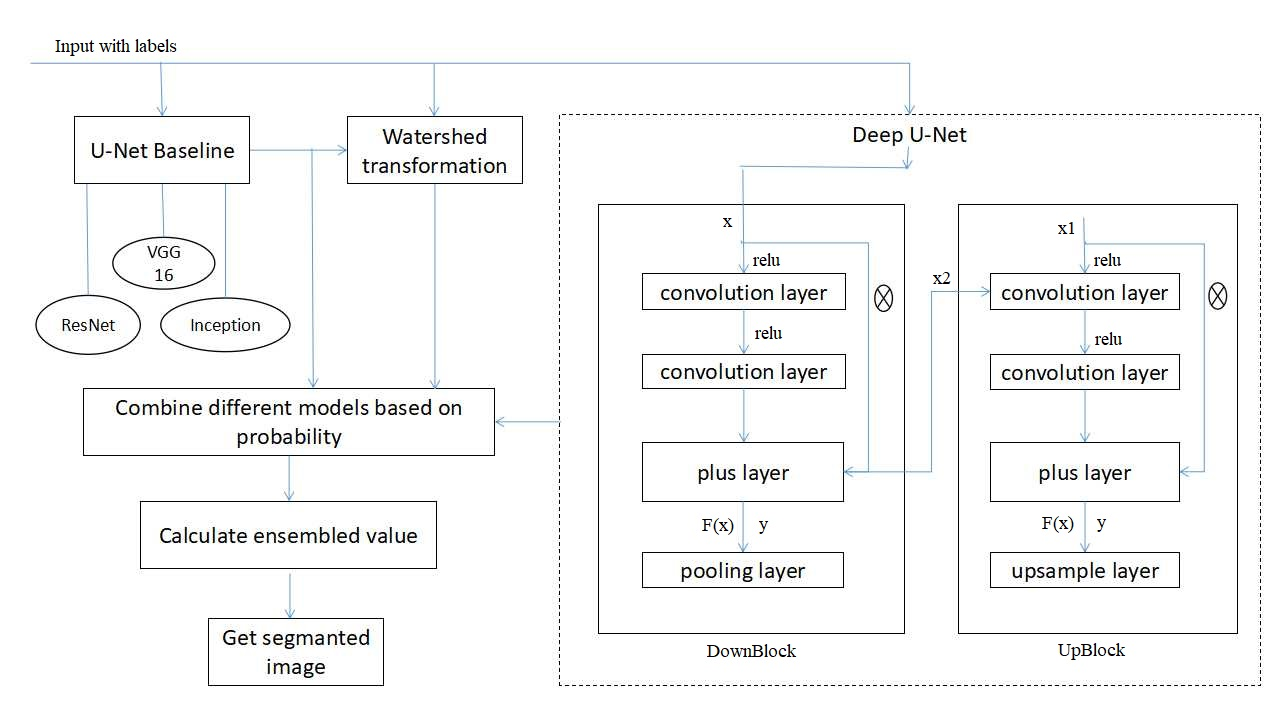 Input with labels
U-Net Baseline
Watershed
transformation
VGG
16
ResNet
Inception
Combine different models based on
probability
Calculate ensembled value
Get segmanted
image
Deep U-Net
x
relu
convolution layer
relu
convolution layer
plus layer
F(x) y
pooling layer
DownBlock
x2
x1
relu
convolution layer
relu
convolution layer
plus layer
F(x) y
upsample layer
UpBlock